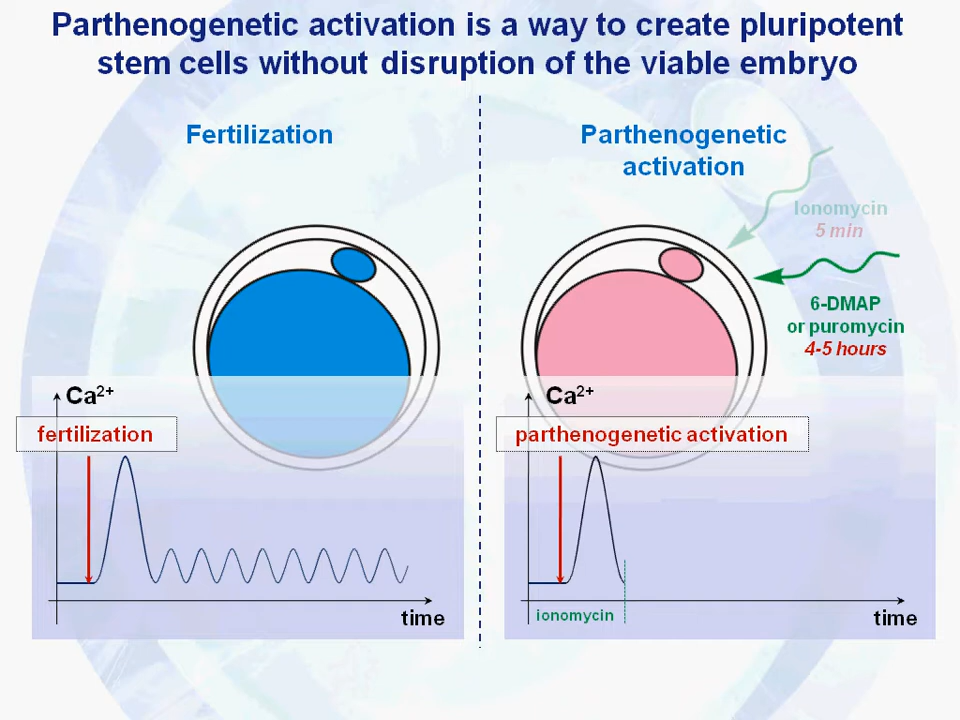 Parthenogenetic activation is a way to create pluripotent
stem cells without disruption of the viable embryo
Fertilization
Parthenogenetic
activation
Ionomycin
5 min
6-DMAP
or puromycin
4-5 hours
Ca²⁺
fertilization
time
Ca²⁺
parthenogenetic activation
ionomycin
time